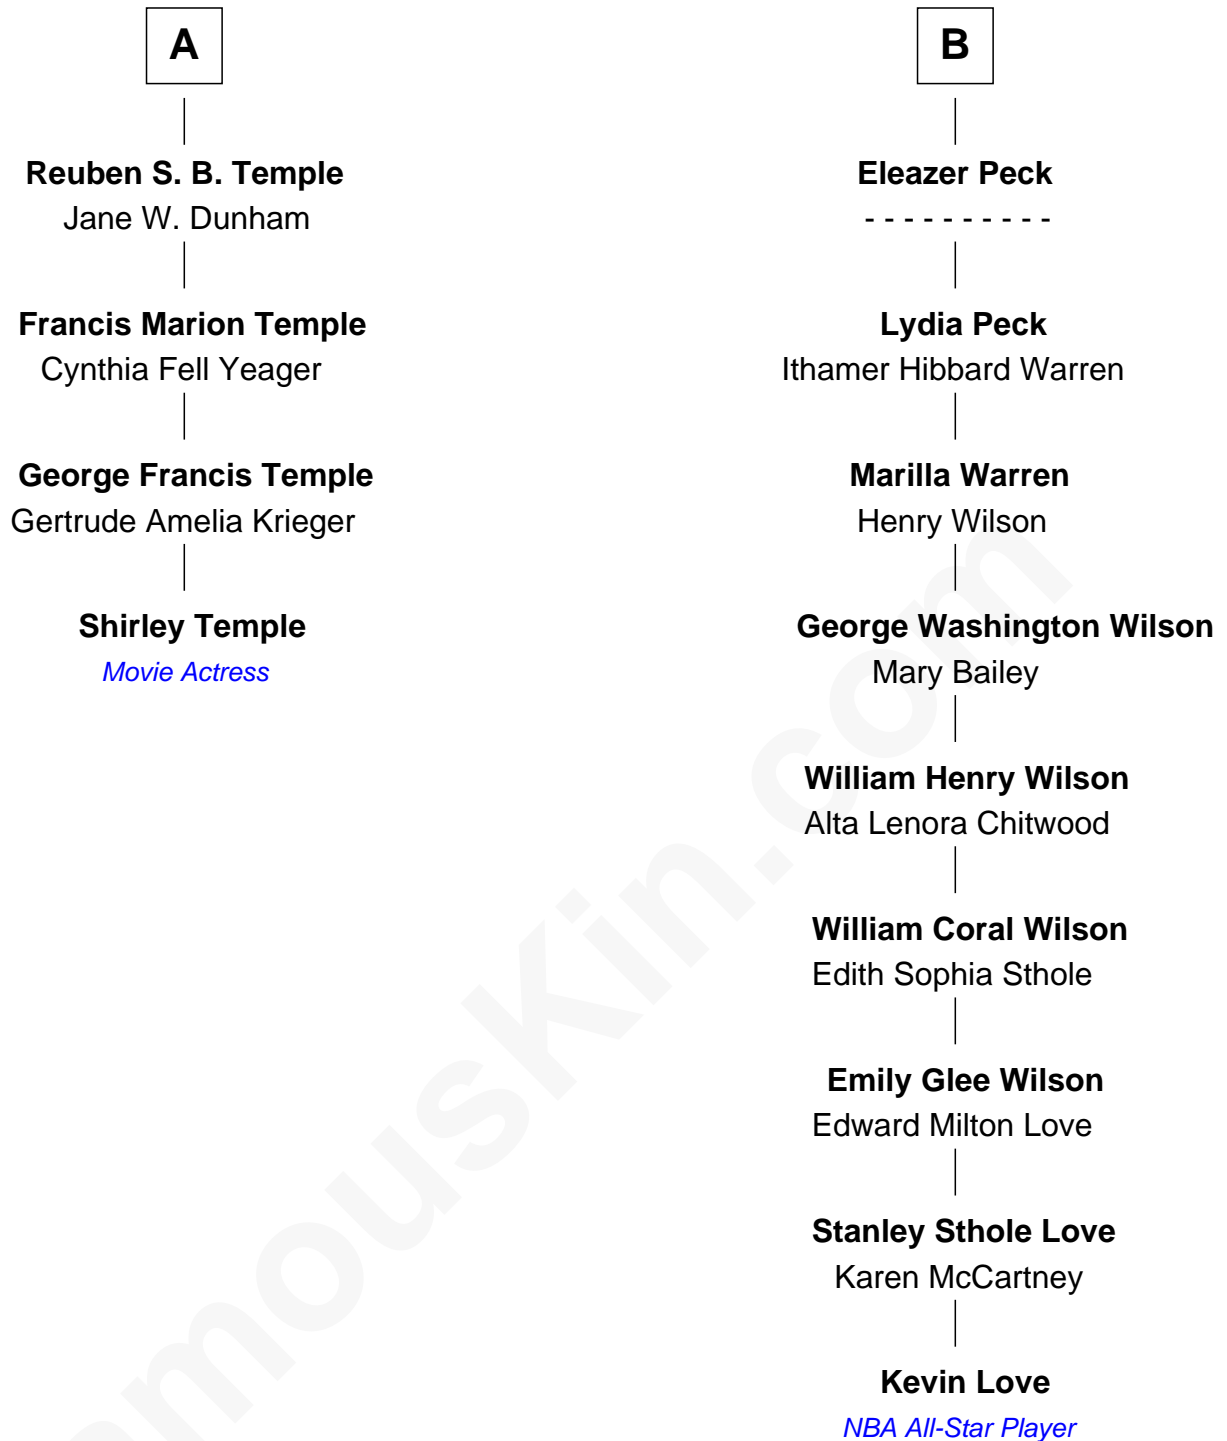 A
Reuben S. B. Temple
Jane W. Dunham
Francis Marion Temple
Cynthia Fell Yeager
George Francis Temple
Gertrude Amelia Krieger
Shirley Temple
Movie Actress
B
Eleazer Peck
- - - - - - - - - -
Lydia Peck
Ithamer Hibbard Warren
Marilla Warren
Henry Wilson
George Washington Wilson
Mary Bailey
William Henry Wilson
Alta Lenora Chitwood
William Coral Wilson
Edith Sophia Sthole
Emily Glee Wilson
Edward Milton Love
Stanley Sthole Love
Karen McCartney
Kevin Love
NBA All-Star Player
amouskin.com